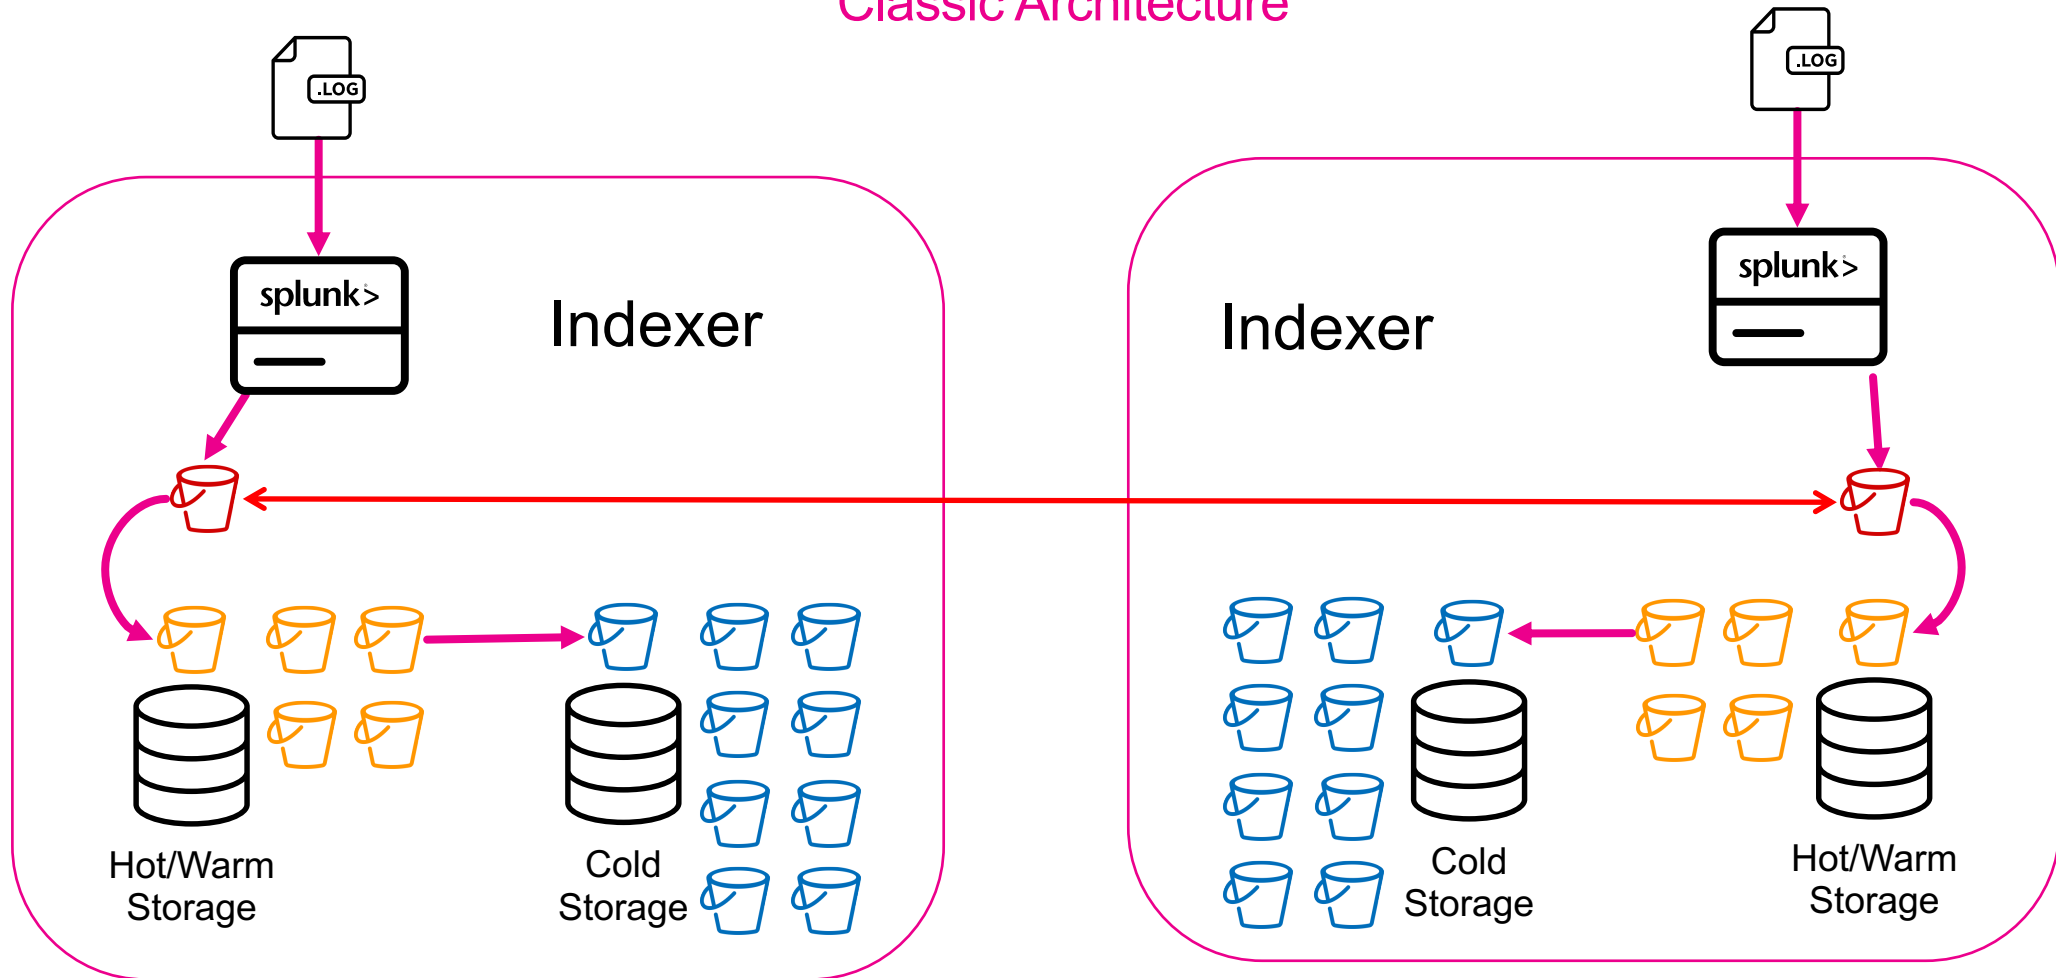 Classic Architecture
.LOG
.LOG
splunk>
Indexer
Indexer
splunk>
Hot/Warm
Storage
Cold
Storage
Cold
Storage
Hot/Warm
Storage